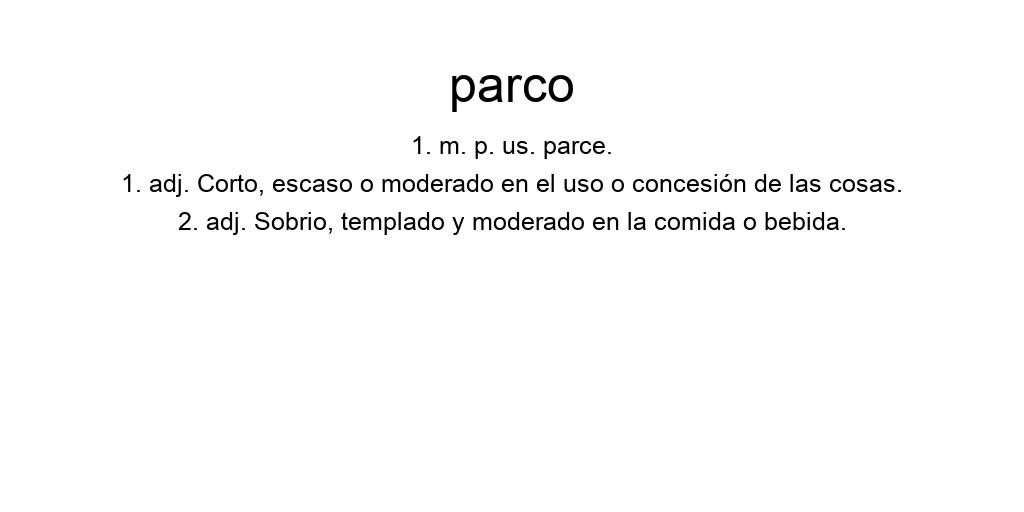 parco
1. m. p. us. parce.
1. adj. Corto, escaso o moderado en el uso o concesión de las cosas.
2. adj. Sobrio, templado y moderado en la comida o bebida.